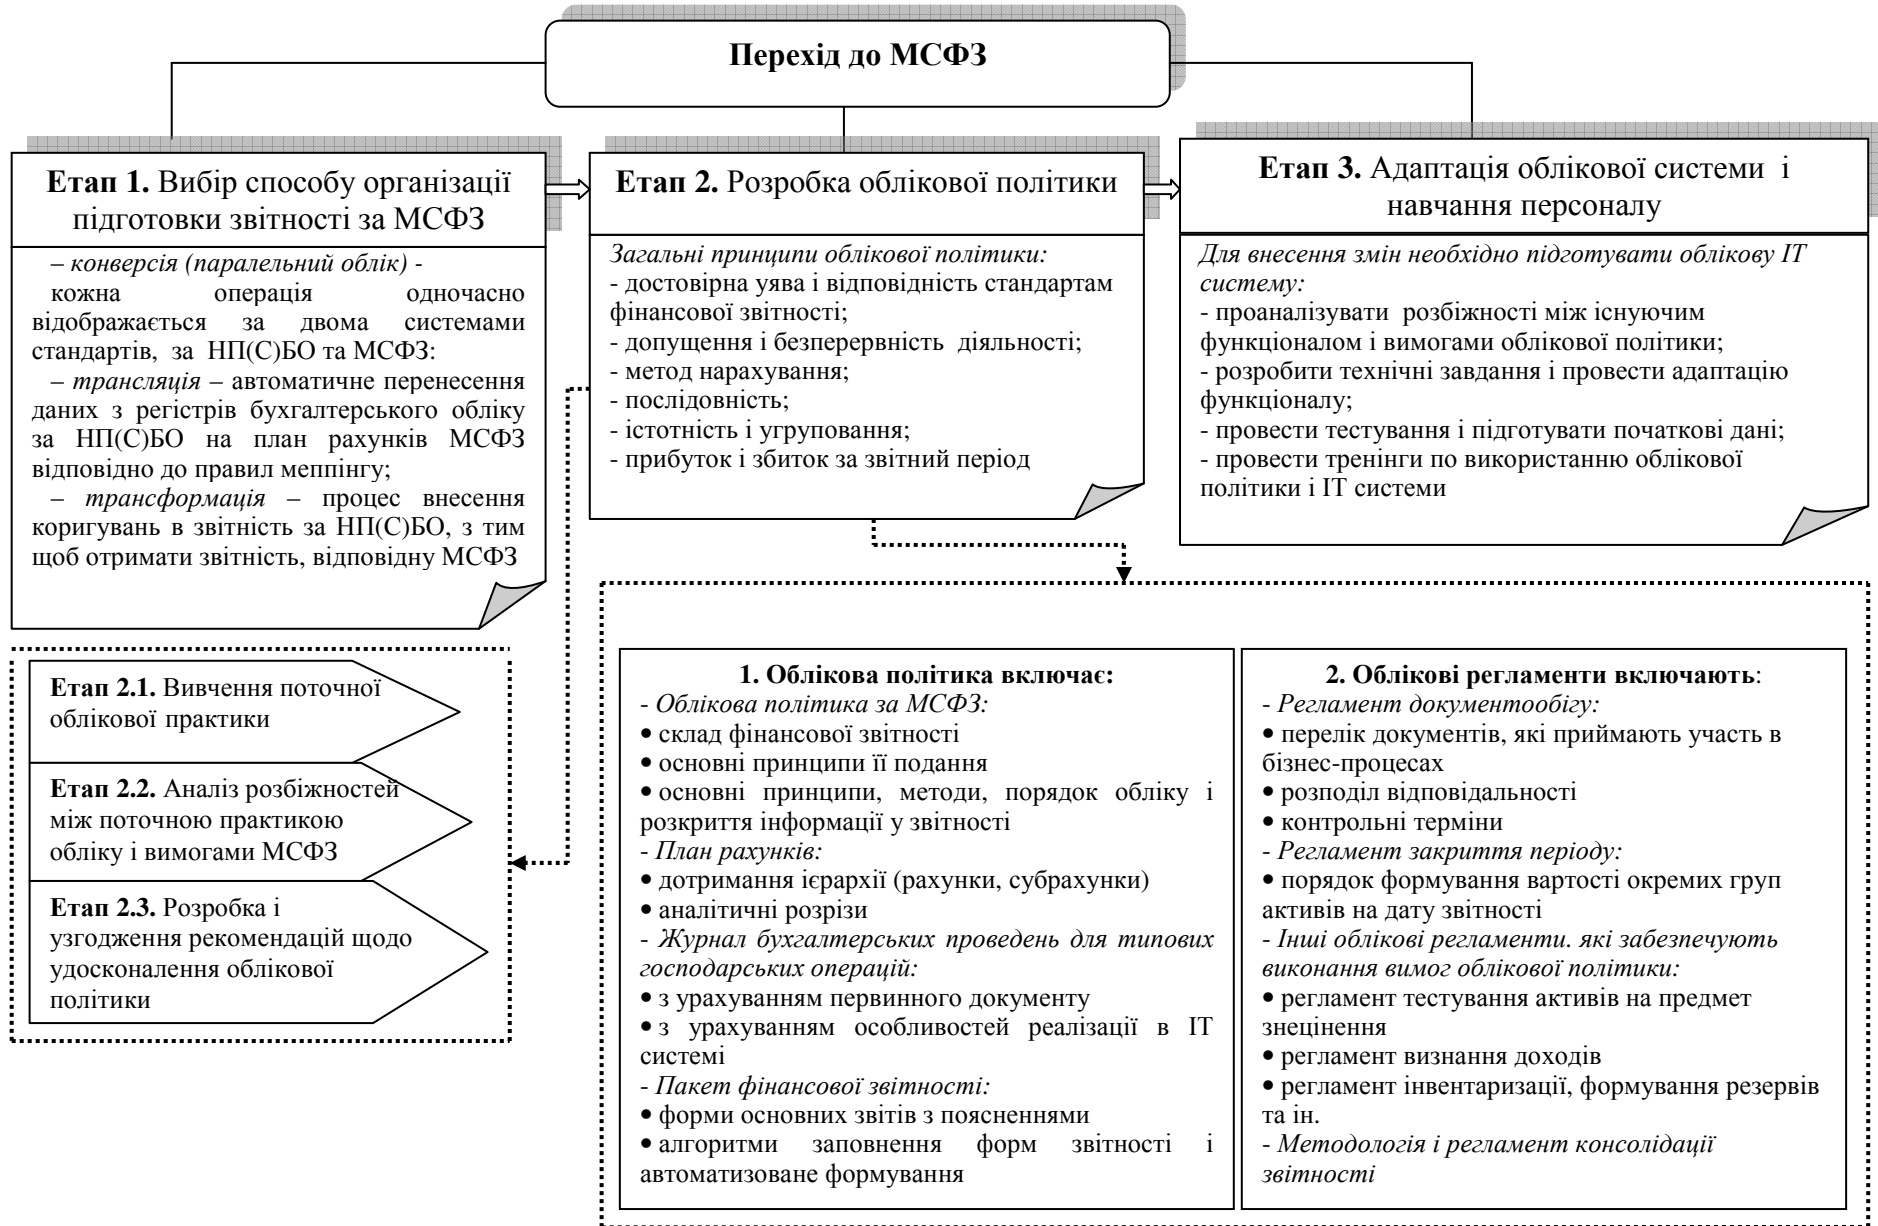 Перехід до МСФЗ
Етап 1. Вибір способу організації
підготовки звітності за МСФЗ
– конверсія (паралельний облік) -
кожна операція одночасно
відображається за двома системами
стандартів, за НП(С)БО та МСФЗ:
– трансляція – автоматичне перенесення
даних з регістрів бухгалтерського обліку
за НП(С)БО на план рахунків МСФЗ
відповідно до правил меппінгу;
– трансформація – процес внесення
коригувань в звітність за НП(С)БО, з тим
щоб отримати звітність, відповідну МСФЗ
Етап 2. Розробка облікової політики
Загальні принципи облікової політики:
- достовірна уява і відповідність стандартам
фінансової звітності;
- допущення і безперервність діяльності;
- метод нарахування;
- послідовність;
- істотність і угруповання;
- прибуток і збиток за звітний період
Етап 3. Адаптація облікової системи і
навчання персоналу
Для внесення змін необхідно підготувати облікову ІТ
систему:
- проаналізувати розбіжності між існуючим
функціоналом і вимогами облікової політики;
- розробити технічні завдання і провести адаптацію
функціоналу;
- провести тестування і підготувати початкові дані;
- провести тренінги по використанню облікової
політики і ІТ системи
Етап 2.1. Вивчення поточної
облікової практики
Етап 2.2. Аналіз розбіжностей
між поточною практикою
обліку і вимогами МСФЗ
Етап 2.3. Розробка і
узгодження рекомендацій щодо
удосконалення облікової
політики
1. Облікова політика включає:
- Облікова політика за МСФЗ:
• склад фінансової звітності
• основні принципи її подання
• основні принципи, методи, порядок обліку і
розкриття інформації у звітності
- План рахунків:
• дотримання ієрархії (рахунки, субрахунки)
• аналітичні розрізи
- Журнал бухгалтерських проведень для типових
господарських операцій:
• з урахуванням первинного документу
• з урахуванням особливостей реалізації в ІТ
системі
- Пакет фінансової звітності:
• форми основних звітів з поясненнями
• алгоритми заповнення форм звітності і
автоматизоване формування
2. Облікові регламенти включають:
- Регламент документообігу:
• перелік документів, які приймають участь в
бізнес-процесах
• розподіл відповідальності
• контрольні терміни
- Регламент закриття періоду:
• порядок формування вартості окремих груп
активів на дату звітності
- Інші облікові регламенти. які забезпечують
виконання вимог облікової політики:
• регламент тестування активів на предмет
знецінення
• регламент визнання доходів
• регламент інвентаризації, формування резервів
та ін.
- Методологія і регламент консолідації
звітності